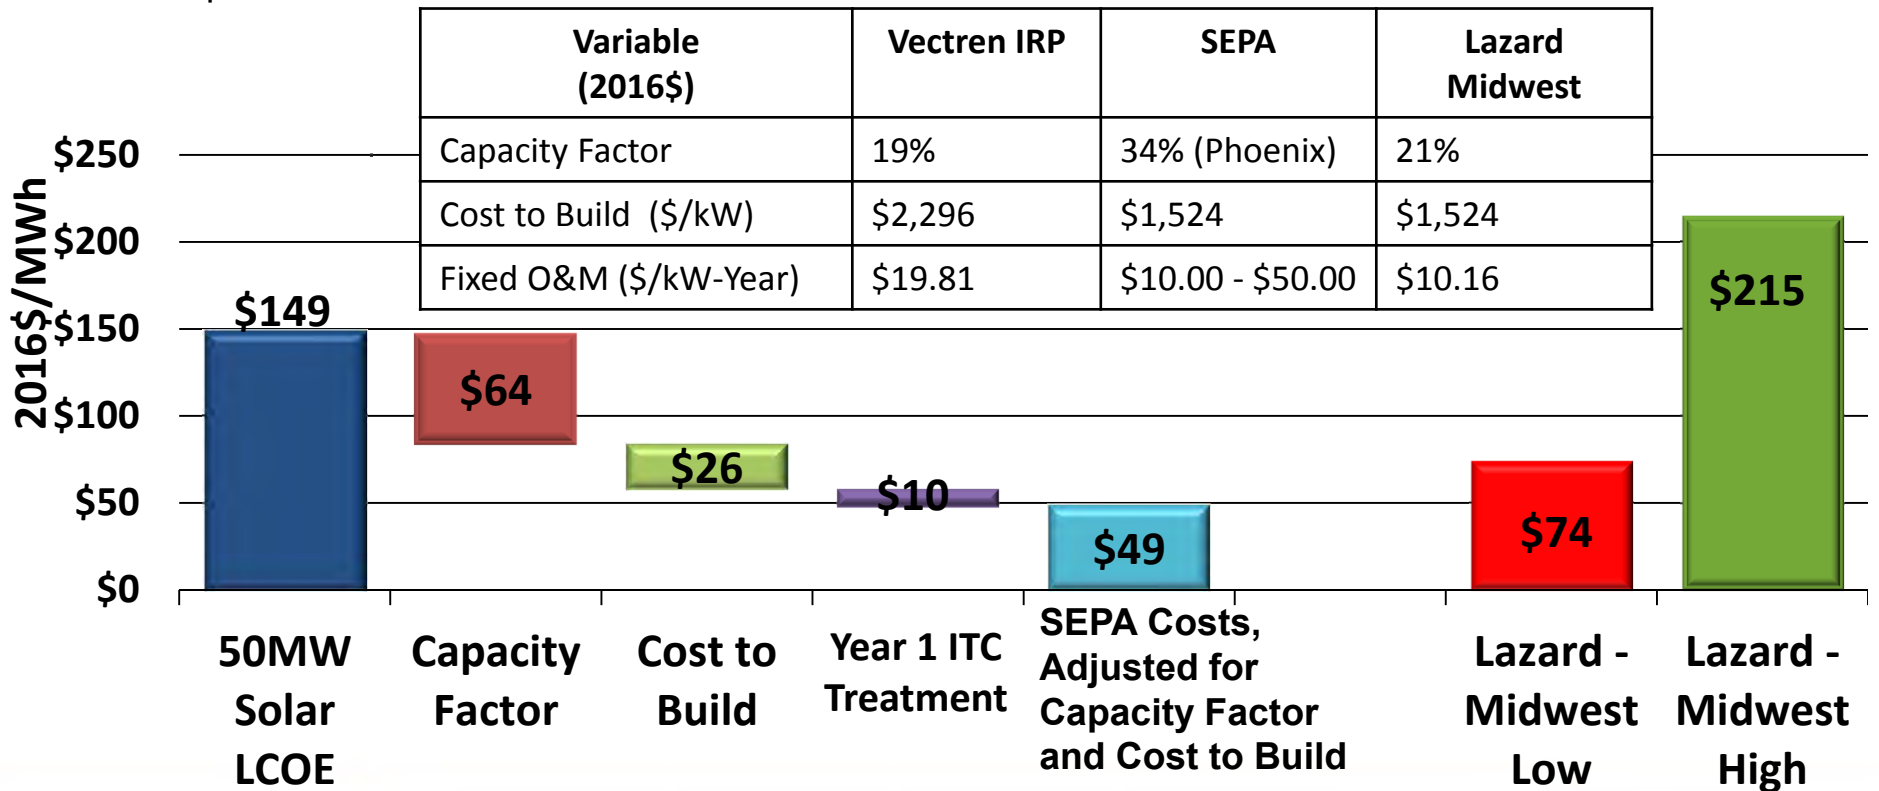 Variable
(2016$)
Vectren IRP
SEPA
Lazard
Midwest
Capacity Factor
19%
34% (Phoenix)
21%
Cost to Build ($/kW)
$2,296
$1,524
$1,524
Fixed O&M ($/kW-Year)
$19.81
$10.00 - $50.00
$10.16
2016$/MWh
$250
$200
$150
$100
$50
$0
$149
$64
$26
$10
$49
$74
$215
50MW
Solar
LCOE
Capacity
Factor
Cost to
Build
Year 1 ITC
Treatment
SEPA Costs,
Adjusted for
Capacity Factor
and Cost to Build
Lazard -
Midwest
Low
Lazard -
Midwest
High